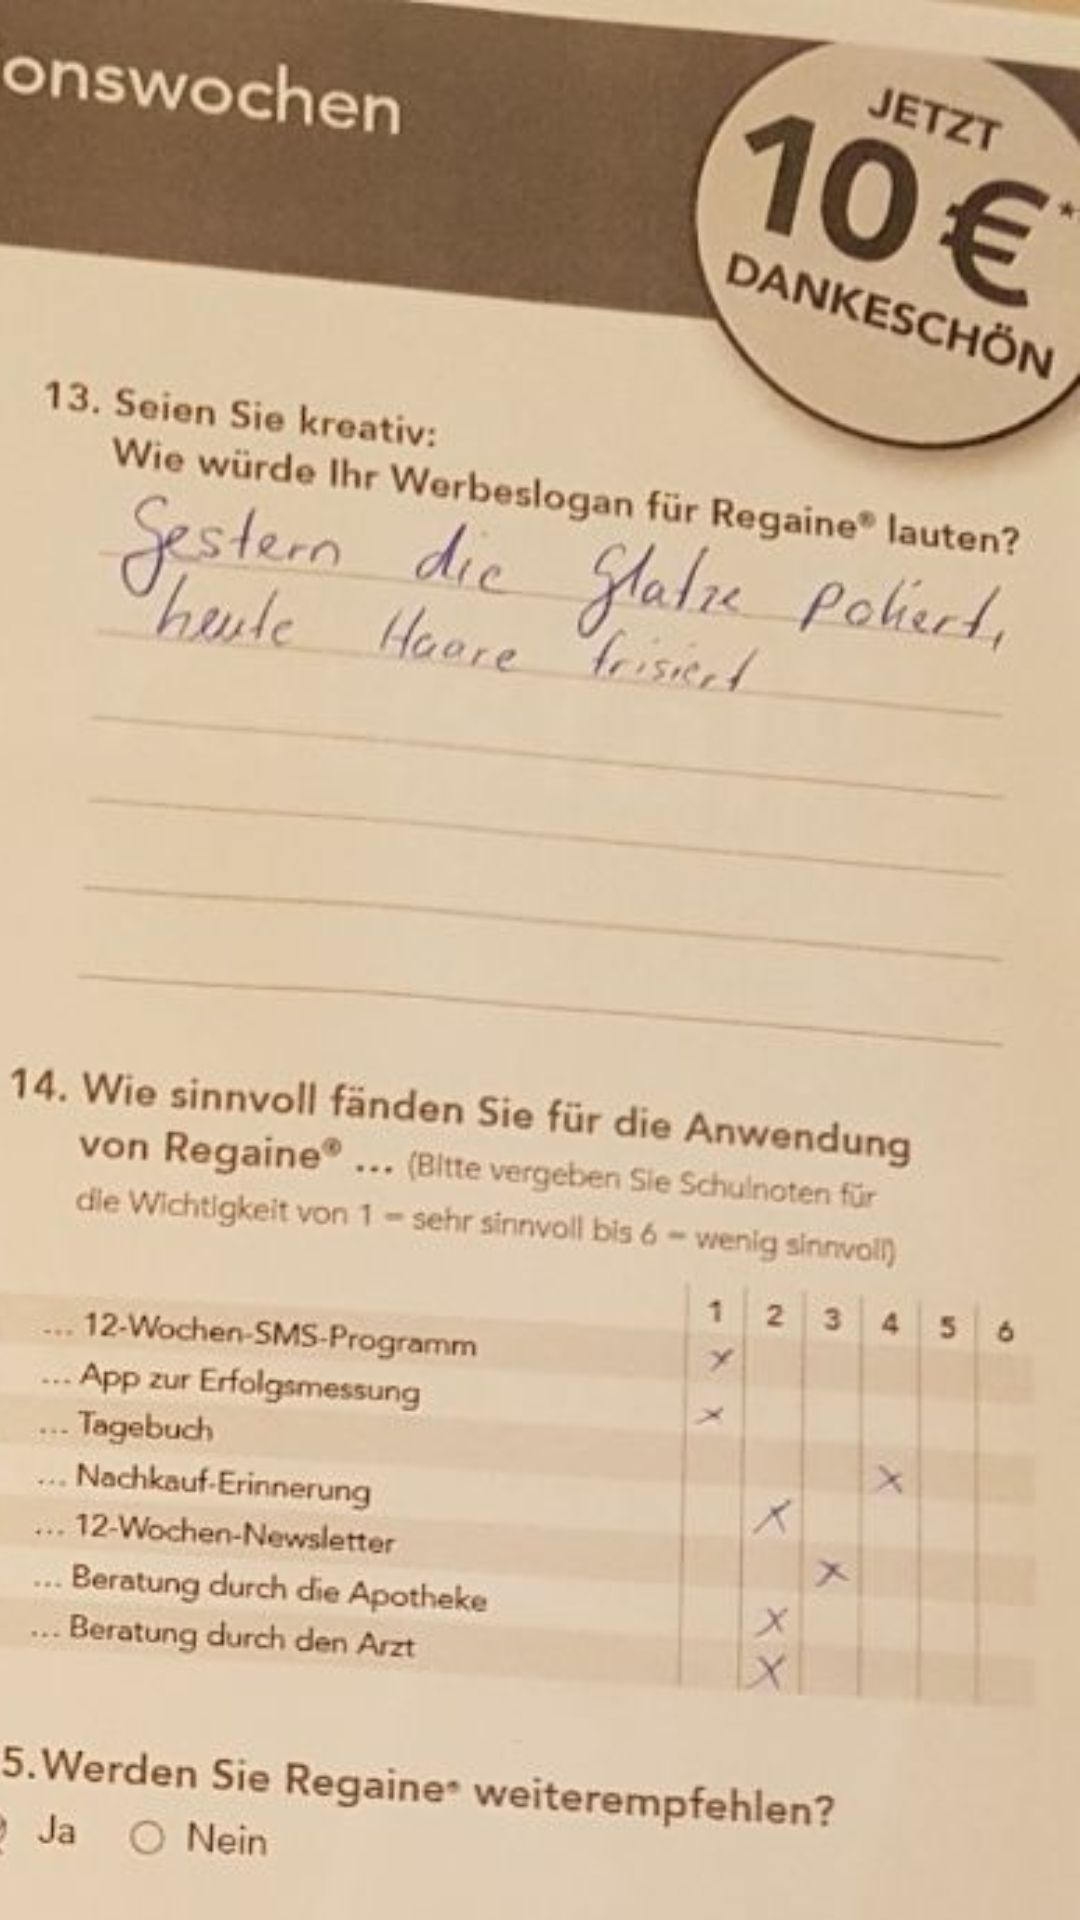 onswochen
JETZT
10 €*
DANKESCHÖN
13. Seien Sie kreativ:
Wie würde Ihr Werbeslogan für Regaine® lauten?
Gestern die Glatze poliert,
heute Haare frisiert
14. Wie sinnvoll fänden Sie für die Anwendung
von Regaine® ... (Bitte vergeben Sie Schulnoten für
die Wichtigkeit von 1 = sehr sinnvoll bis 6 = wenig sinnvoll)
1 2 3 4 5 6
... 12-Wochen-SMS-Programm x
... App zur Erfolgsmessung x
... Tagebuch x
... Nachkauf-Erinnerung x
... 12-Wochen-Newsletter x
... Beratung durch die Apotheke x
... Beratung durch den Arzt x
5. Werden Sie Regaine® weiterempfehlen?
Ja Nein